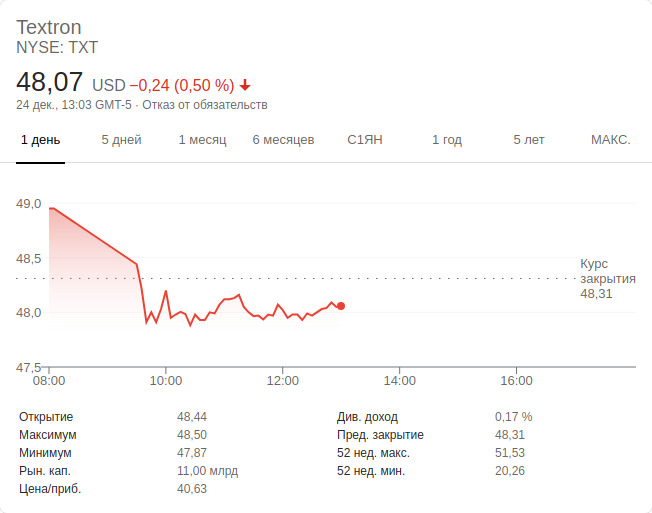 Textron
NYSE: TXT
48,07 USD −0,24 (0,50 %)
24 дек., 13:03 GMT-5 · Отказ от обязательств
1 день 5 дней 1 месяц 6 месяцев С1ЯН 1 год 5 лет МАКС.
49,0
48,5
48,0
47,5
Курс
закрытия
48,31
08:00 10:00 12:00 14:00 16:00
Открытие 48,44 Див. доход 0,17 %
Максимум 48,50 Пред. закрытие 48,31
Минимум 47,87 52 нед. макс. 51,53
Рын. кап. 11,00 млрд 52 нед. мин. 20,26
Цена/приб. 40,63